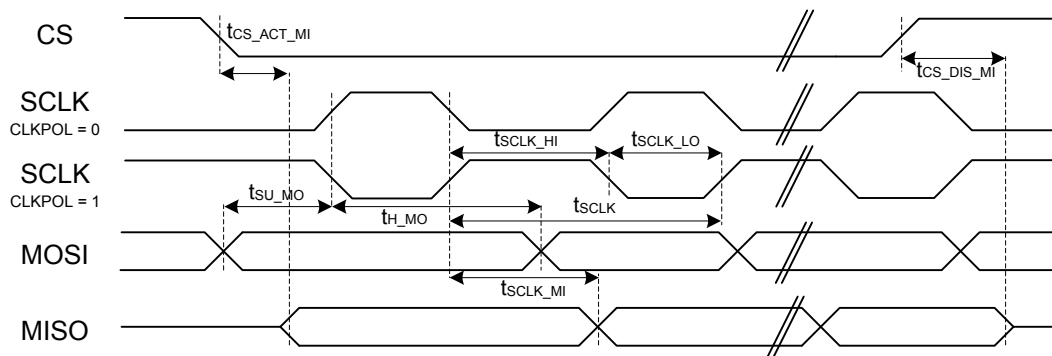 CS
tCS_ACT_MI
tCS_DIS_MI
SCLK
CLKPOL = 0
tSCLK_HI
tSCLK_LO
SCLK
CLKPOL = 1
tSU_MO
tH_MO
tSCLK
MOSI
tSCLK_MI
MISO